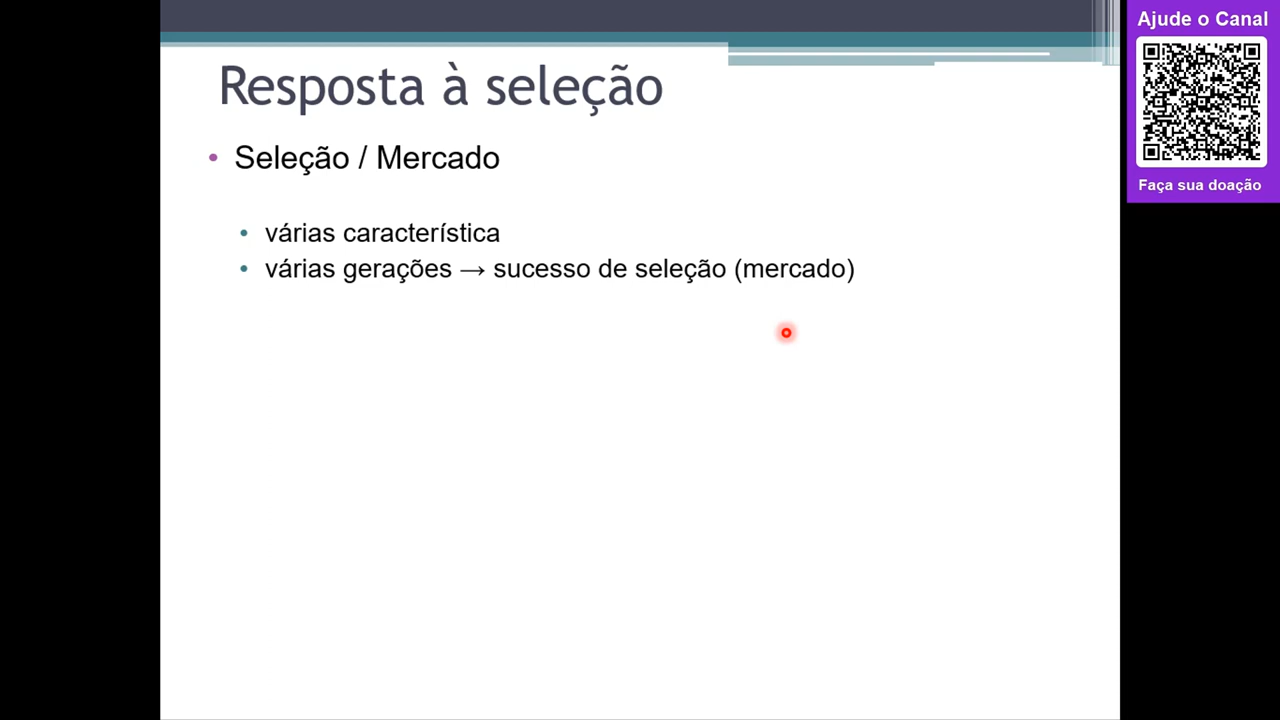 Resposta à seleção
• Seleção / Mercado
• várias característica
• várias gerações → sucesso de seleção (mercado)
Ajude o Canal
Faça sua doação